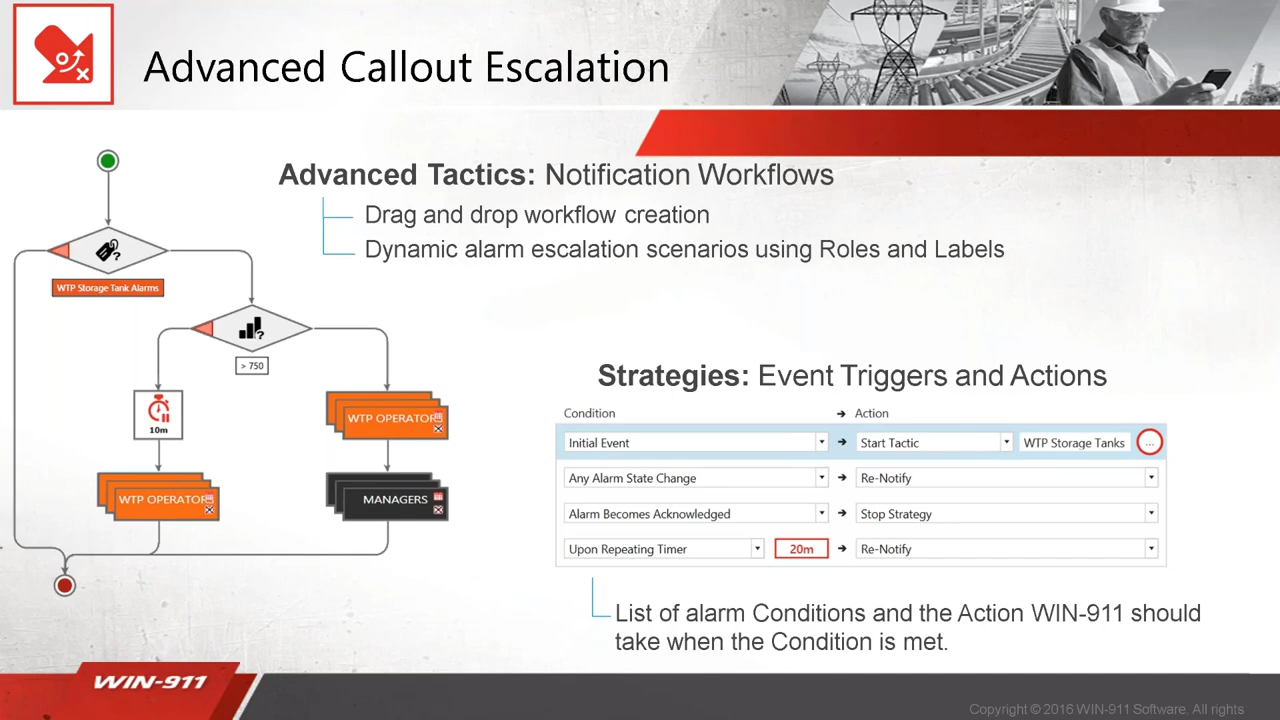 Advanced Callout Escalation
Advanced Tactics: Notification Workflows
Drag and drop workflow creation
Dynamic alarm escalation scenarios using Roles and Labels
?
WTP Storage Tank Alarms
?
> 750
10m
WTP OPERATOR
WTP OPERATOR
MANAGERS
Strategies: Event Triggers and Actions
Condition → Action
Initial Event → Start Tactic WTP Storage Tanks ...
Any Alarm State Change → Re-Notify
Alarm Becomes Acknowledged → Stop Strategy
Upon Repeating Timer 20m → Re-Notify
List of alarm Conditions and the Action WIN-911 should
take when the Condition is met.
WIN-911
Copyright © 2016 WIN-911 Software. All rights